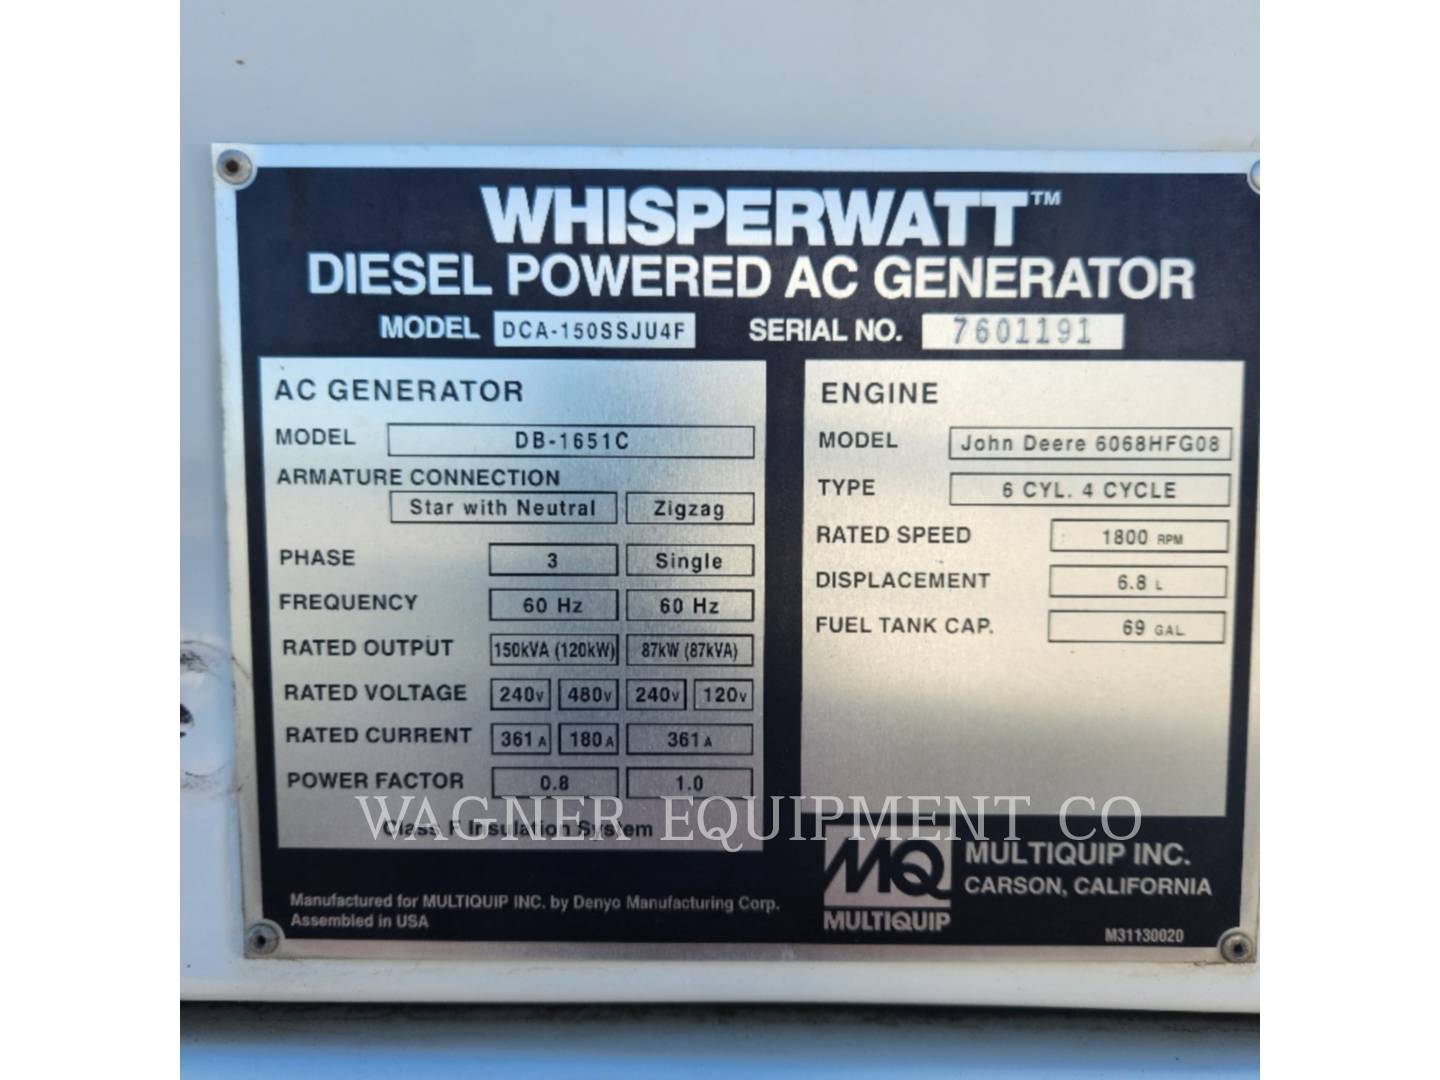 WHISPERWATT™
DIESEL POWERED AC GENERATOR
MODEL DCA-150SSJU4F SERIAL NO. 7601191
AC GENERATOR
MODEL DB-1651C
ARMATURE CONNECTION
Star with Neutral Zigzag
PHASE 3 Single
FREQUENCY 60 Hz 60 Hz
RATED OUTPUT 150kVA (120kW) 87kW (87kVA)
RATED VOLTAGE 240V 480V 240V 120V
RATED CURRENT 361A 180A 361A
POWER FACTOR 0.8 1.0
Class F Insulation System
ENGINE
MODEL John Deere 6068HFG08
TYPE 6 CYL. 4 CYCLE
RATED SPEED 1800 RPM
DISPLACEMENT 6.8 L
FUEL TANK CAP. 69 GAL
WAGNER EQUIPMENT CO
Manufactured for MULTIQUIP INC. by Denyo Manufacturing Corp.
Assembled in USA
MQ
MULTIQUIP
MULTIQUIP INC.
CARSON, CALIFORNIA
M31130020